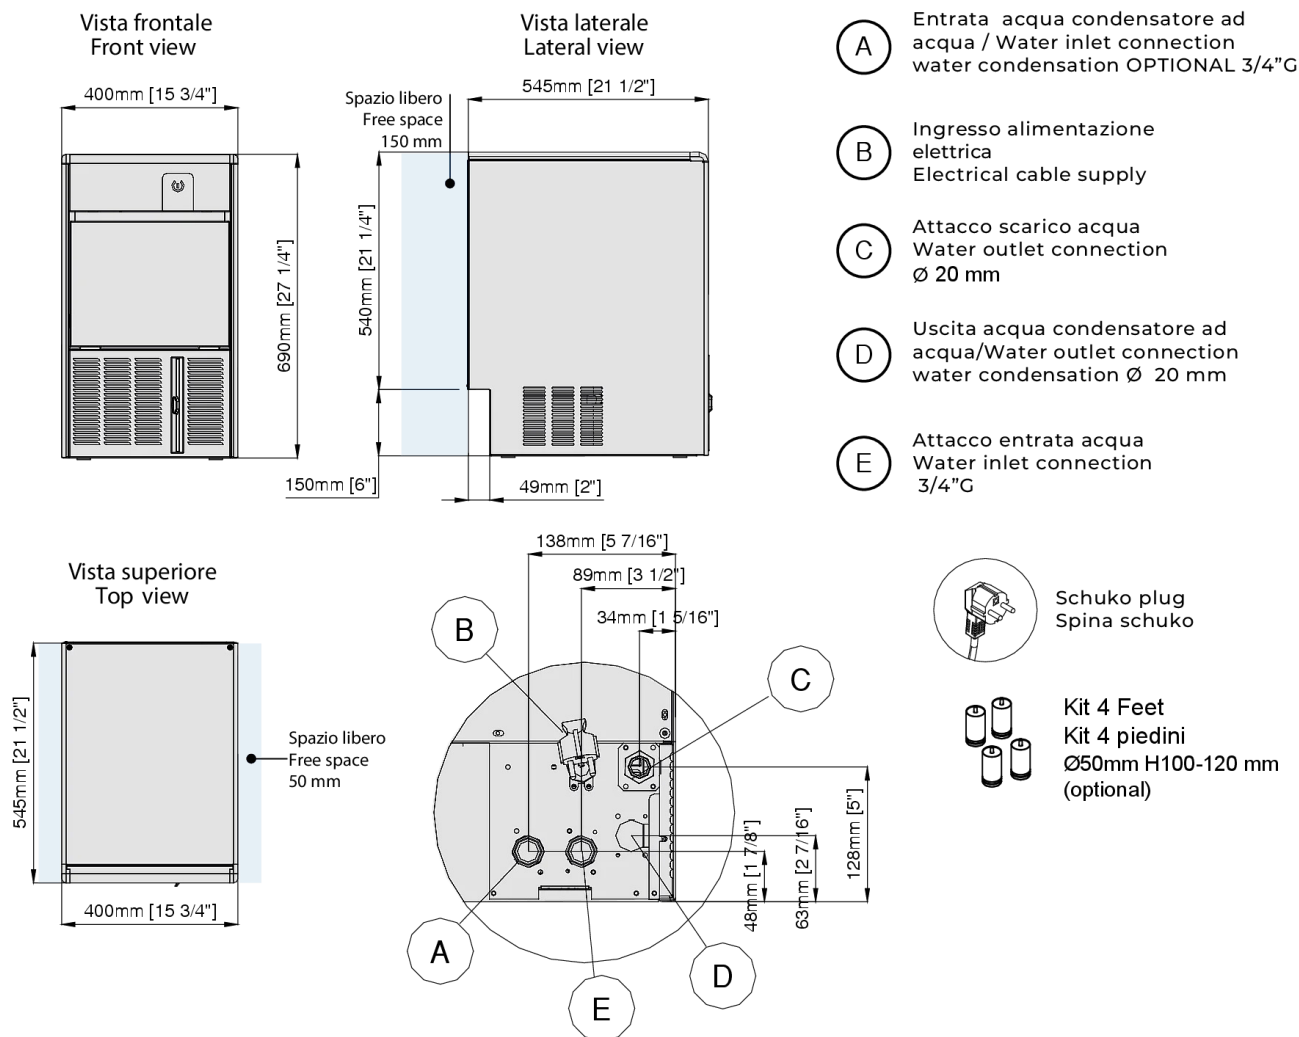 Vista frontale
Front view
400mm [15 3/4"]
690mm [27 1/4"]
Vista laterale
Lateral view
545mm [21 1/2"]
Spazio libero
Free space
150 mm
540mm [21 1/4"]
150mm [6"]
49mm [2"]
A
Entrata acqua condensatore ad
acqua / Water inlet connection
water condensation OPTIONAL 3/4”G
B
Ingresso alimentazione
elettrica
Electrical cable supply
C
Attacco scarico acqua
Water outlet connection
Ø 20 mm
D
Uscita acqua condensatore ad
acqua/Water outlet connection
water condensation Ø 20 mm
E
Attacco entrata acqua
Water inlet connection
3/4”G
Vista superiore
Top view
545mm [21 1/2"]
400mm [15 3/4"]
Spazio libero
Free space
50 mm
138mm [5 7/16"]
89mm [3 1/2"]
34mm [1 5/16"]
B
C
48mm [1 7/8"]
63mm [2 7/16"]
128mm [5"]
A
D
E
Schuko plug
Spina schuko
Kit 4 Feet
Kit 4 piedini
Ø50mm H100-120 mm
(optional)